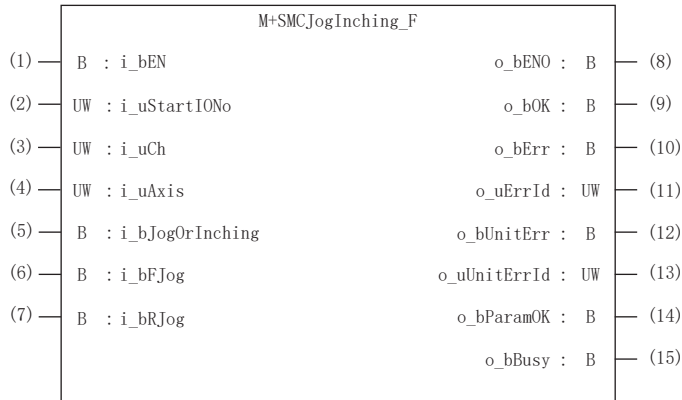 M+SMCJogInching_F
(1) B : i_bEN o_bENO : B (8)
(2) UW : i_uStartIONo o_bOK : B (9)
(3) UW : i_uCh o_bErr : B (10)
(4) UW : i_uAxis o_uErrId : UW (11)
(5) B : i_bJogOrInching o_bUnitErr : B (12)
(6) B : i_bFJog o_uUnitErrId : UW (13)
(7) B : i_bRJog o_bParamOK : B (14)
o_bBusy : B (15)